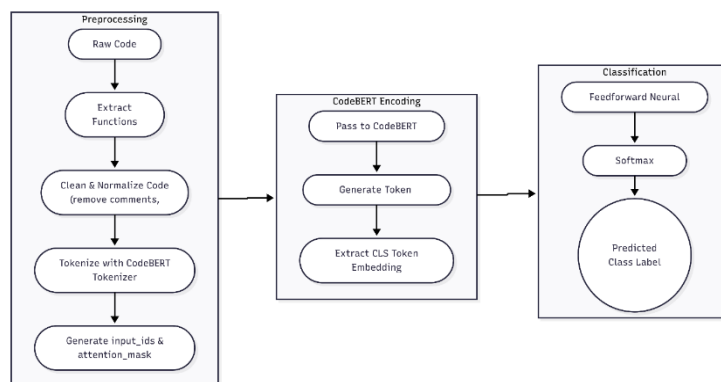 Preprocessing
Raw Code
Extract
Functions
Clean & Normalize Code
(remove comments,
Tokenize with CodeBERT
Tokenizer
Generate input_ids &
attention_mask
CodeBERT Encoding
Pass to CodeBERT
Generate Token
Extract CLS Token
Embedding
Classification
Feedforward Neural
Softmax
Predicted
Class Label